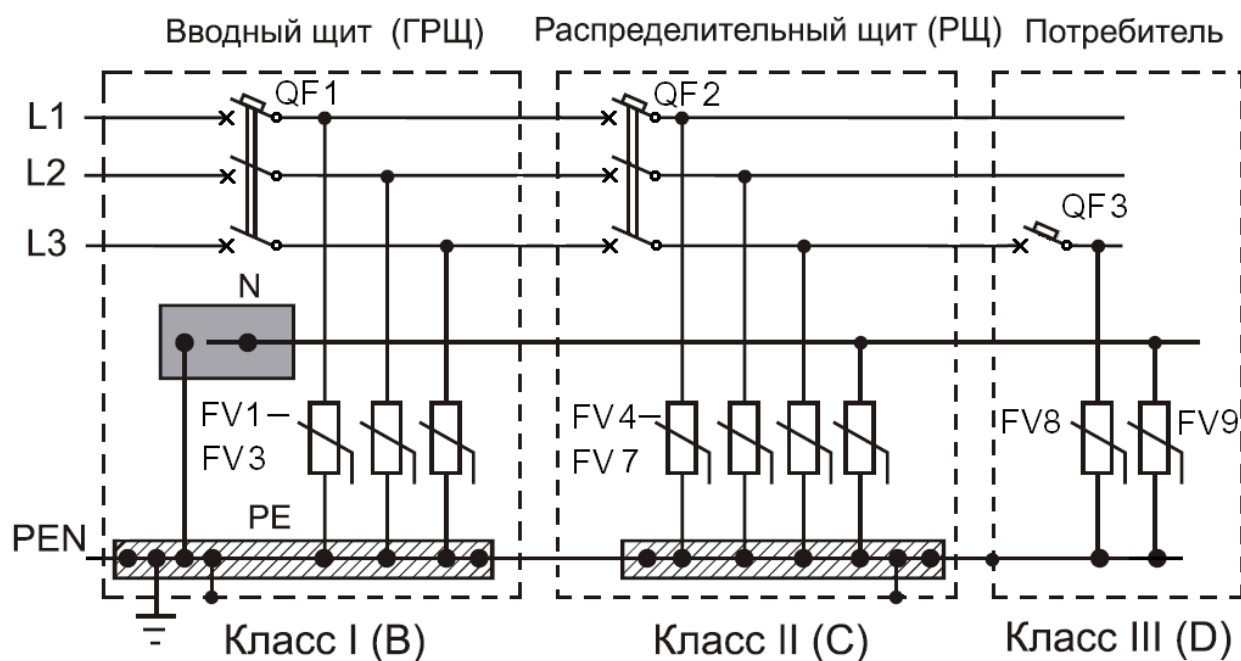 Вводный щит (ГРЩ)
Распределительный щит (РЩ)
Потребитель
QF1
QF2
L1
L2
L3
QF3
N
FV1
FV3
FV4
FV7
FV8
FV9
PE
PEN
Класс I (B)
Класс II (C)
Класс III (D)